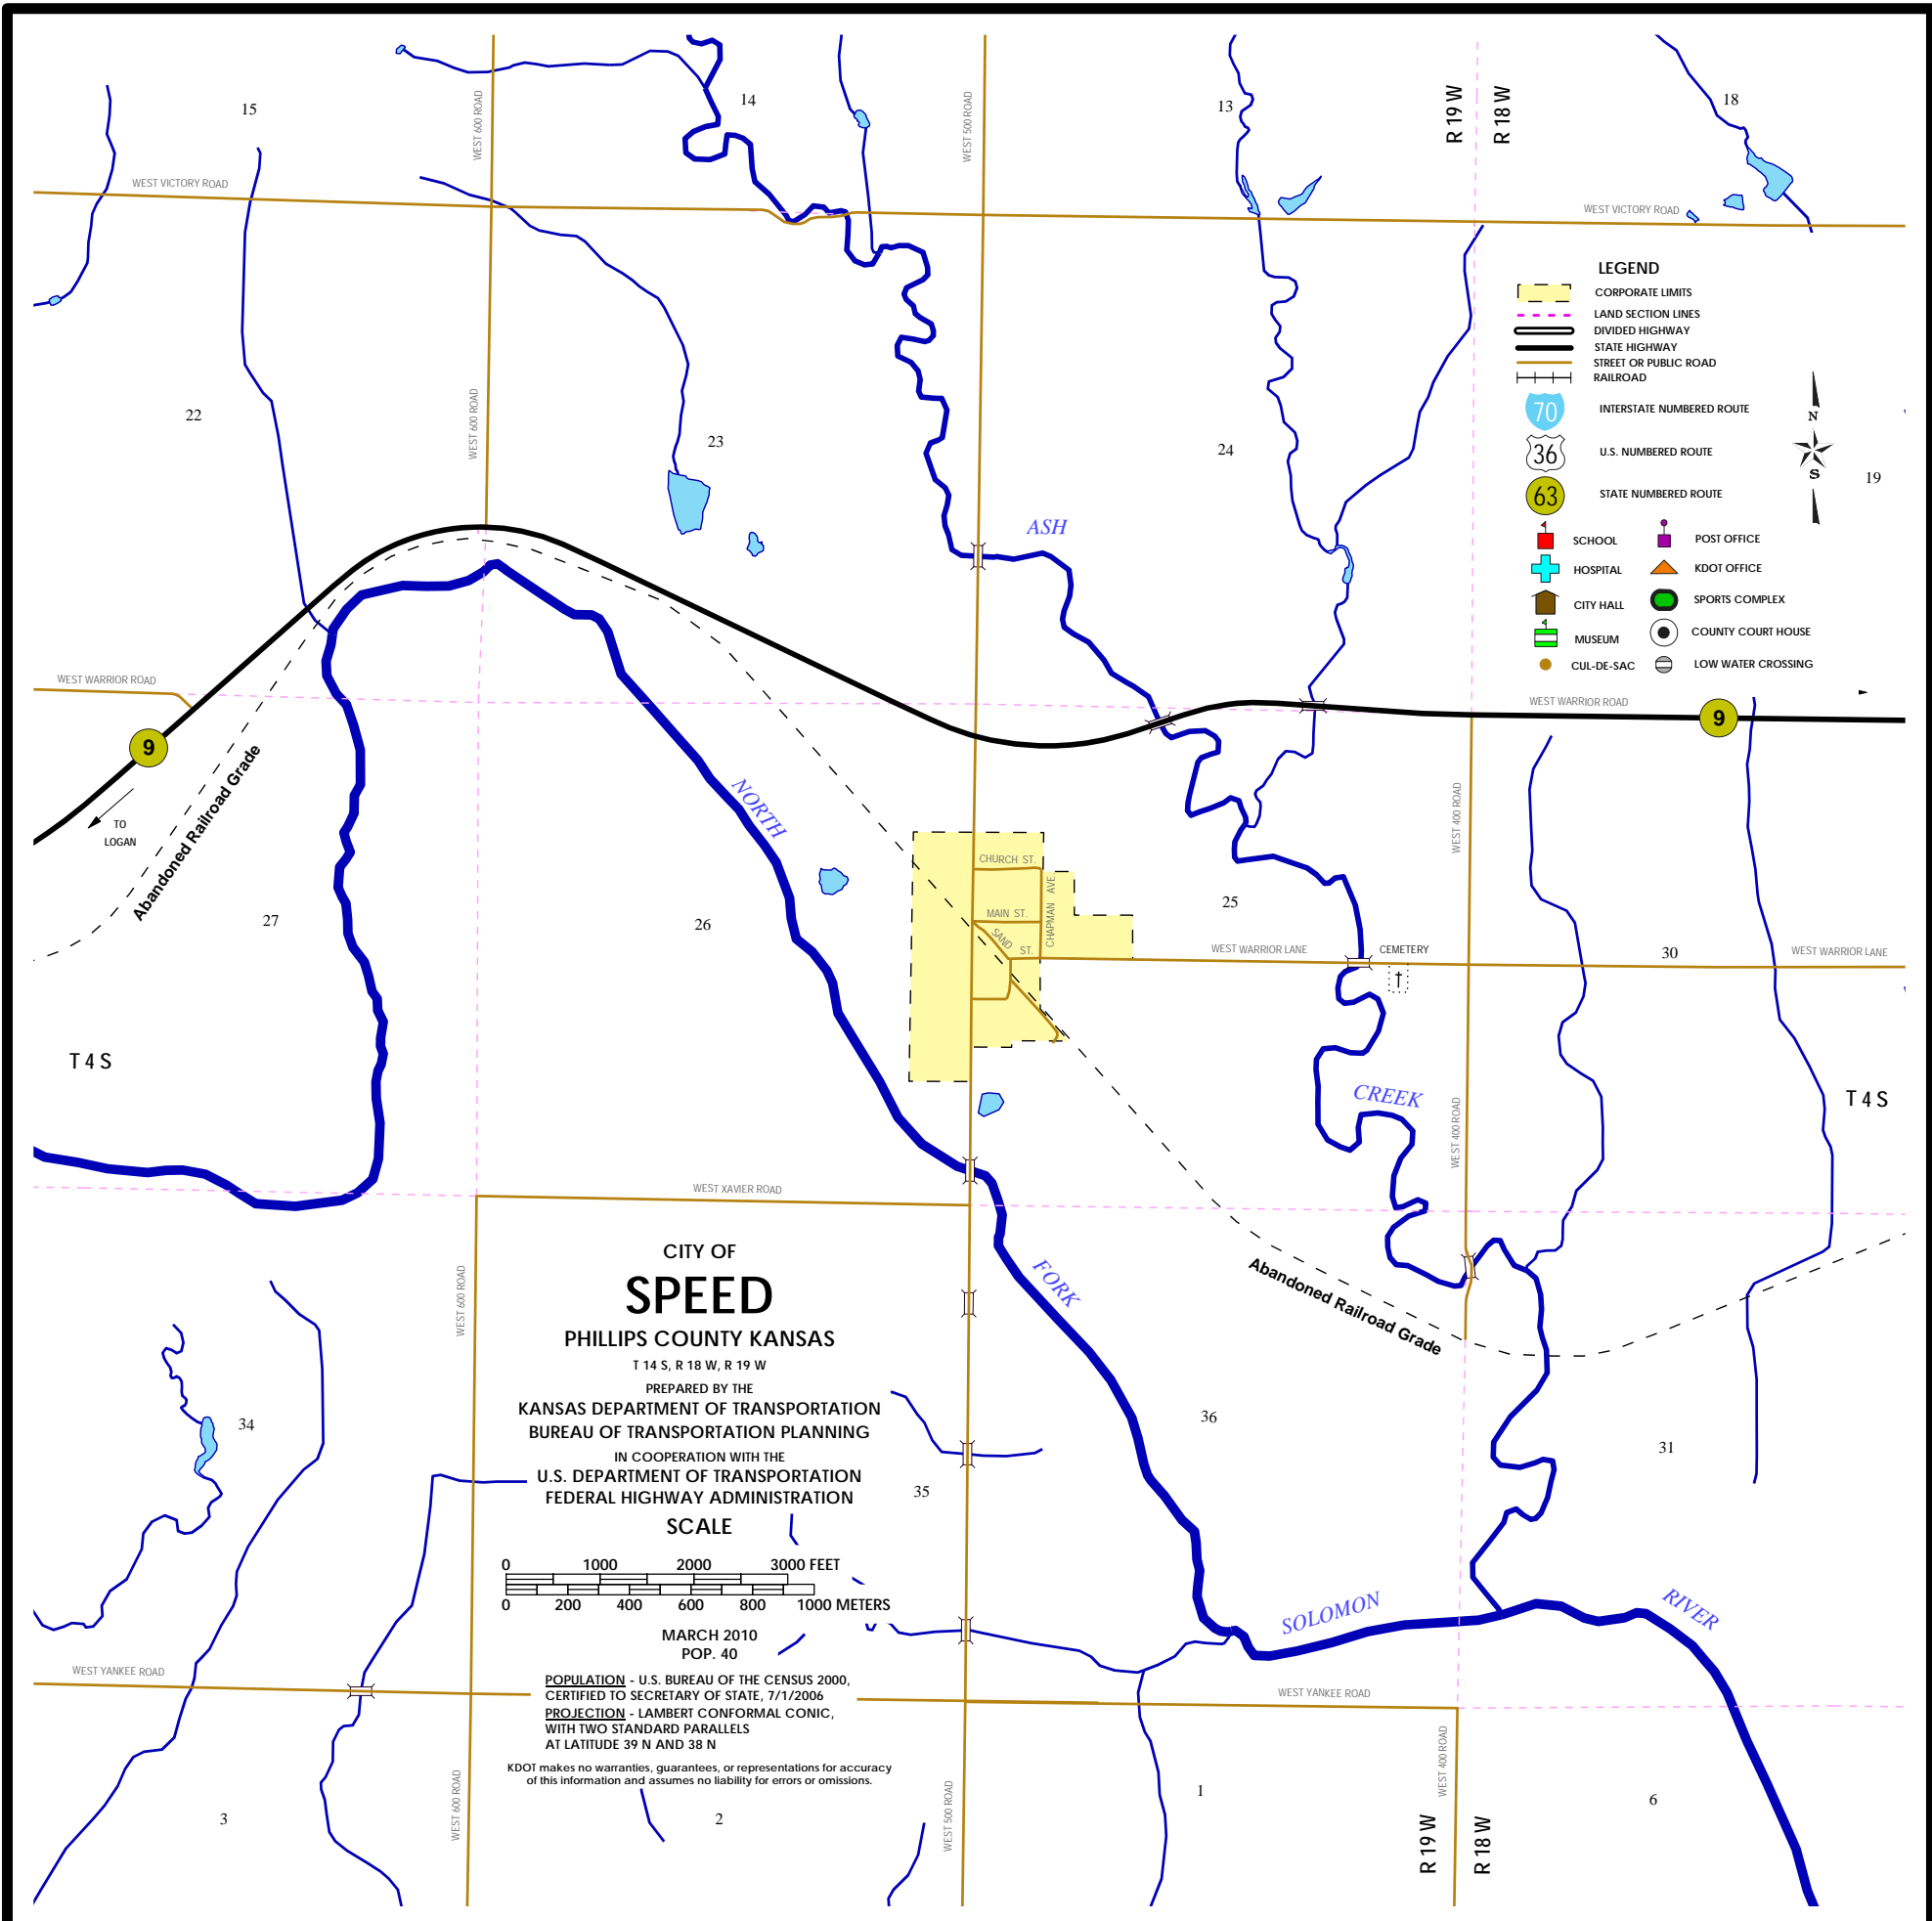 15
14
13
18
R 19 W
R 18 W
WEST 600 ROAD
WEST 500 ROAD
WEST VICTORY ROAD
WEST VICTORY ROAD
LEGEND
CORPORATE LIMITS
LAND SECTION LINES
DIVIDED HIGHWAY
STATE HIGHWAY
STREET OR PUBLIC ROAD
RAILROAD
70 INTERSTATE NUMBERED ROUTE
36 U.S. NUMBERED ROUTE
63 STATE NUMBERED ROUTE
SCHOOL
POST OFFICE
HOSPITAL
KDOT OFFICE
CITY HALL
SPORTS COMPLEX
MUSEUM
COUNTY COURT HOUSE
CUL-DE-SAC
LOW WATER CROSSING
N
S
22
WEST 600 ROAD
23
24
19
ASH
WEST WARRIOR ROAD
WEST WARRIOR ROAD
9
9
TO
LOGAN
Abandoned Railroad Grade
NORTH
WEST 400 ROAD
CHURCH ST.
MAIN ST.
SAND ST.
CHAPMAN AVE
27
26
25
30
WEST WARRIOR LANE
CEMETERY
WEST WARRIOR LANE
T 4 S
CREEK
T 4 S
WEST 400 ROAD
WEST XAVIER ROAD
FORK
Abandoned Railroad Grade
WEST 600 ROAD
CITY OF
SPEED
PHILLIPS COUNTY KANSAS
T 14 S, R 18 W, R 19 W
PREPARED BY THE
KANSAS DEPARTMENT OF TRANSPORTATION
BUREAU OF TRANSPORTATION PLANNING
IN COOPERATION WITH THE
U.S. DEPARTMENT OF TRANSPORTATION
FEDERAL HIGHWAY ADMINISTRATION
SCALE
0 1000 2000 3000 FEET
0 200 400 600 800 1000 METERS
MARCH 2010
POP. 40
POPULATION - U.S. BUREAU OF THE CENSUS 2000,
CERTIFIED TO SECRETARY OF STATE, 7/1/2006
PROJECTION - LAMBERT CONFORMAL CONIC,
WITH TWO STANDARD PARALLELS
AT LATITUDE 39 N AND 38 N
KDOT makes no warranties, guarantees, or representations for accuracy
of this information and assumes no liability for errors or omissions.
34
35
36
31
SOLOMON
RIVER
WEST YANKEE ROAD
WEST YANKEE ROAD
WEST 600 ROAD
WEST 500 ROAD
WEST 400 ROAD
3
2
1
6
R 19 W
R 18 W